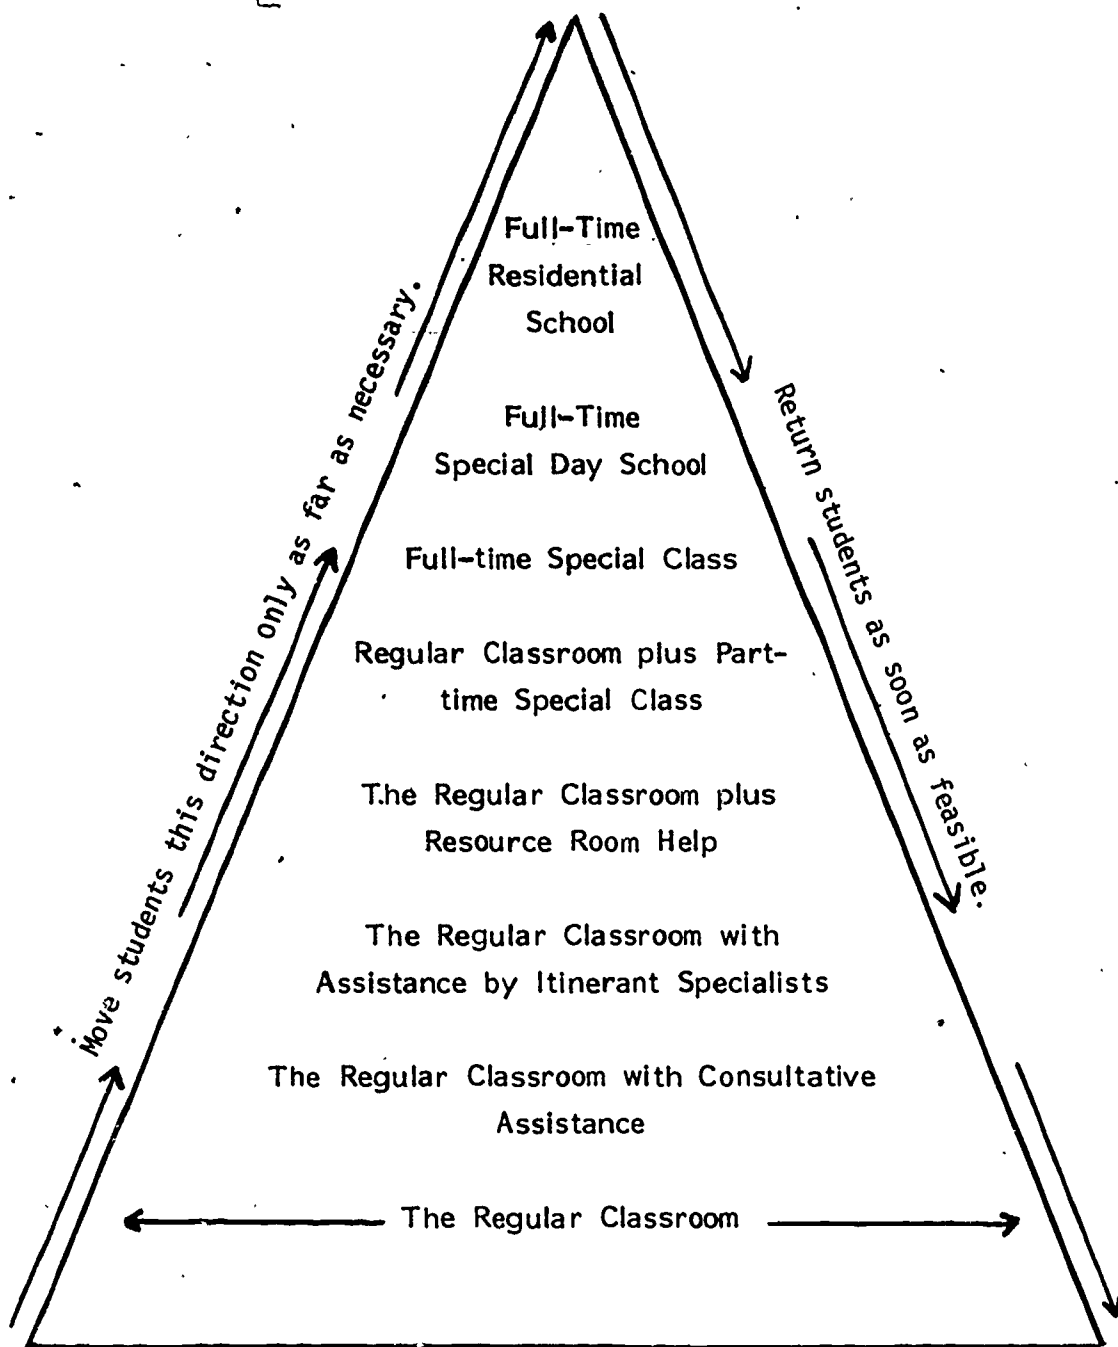 Full-Time
Residential
School
Move students this direction only as far as necessary.
Return students as soon as feasible.
Full-Time
Special Day School
Full-time Special Class
Regular Classroom plus Part-
time Special Class
The Regular Classroom plus
Resource Room Help
The Regular Classroom with
Assistance by Itinerant Specialists
The Regular Classroom with Consultative
Assistance
The Regular Classroom